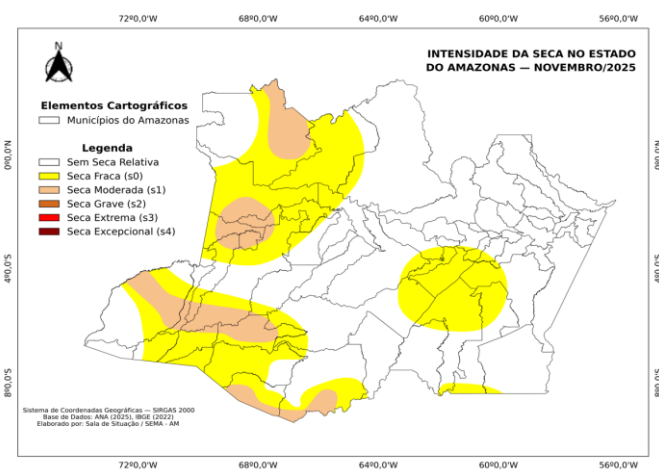 72º0,0'W 68º0,0'W 64º0,0'W 60º0,0'W 56º0,0'W
N
INTENSIDADE DA SECA NO ESTADO
DO AMAZONAS — NOVEMBRO/2025
Elementos Cartográficos
Municípios do Amazonas
Legenda
Sem Seca Relativa
Seca Fraca (s0)
Seca Moderada (s1)
Seca Grave (s2)
Seca Extrema (s3)
Seca Excepcional (s4)
0º0,0'N 0º0,0'N
4º0,0'S 4º0,0'S
8º0,0'S 8º0,0'S
Sistema de Coordenadas Geográficas — SIRGAS 2000
Base de Dados: ANA (2025), IBGE (2022)
Elaborado por: Sala de Situação / SEMA - AM
72º0,0'W 68º0,0'W 64º0,0'W 60º0,0'W 56º0,0'W